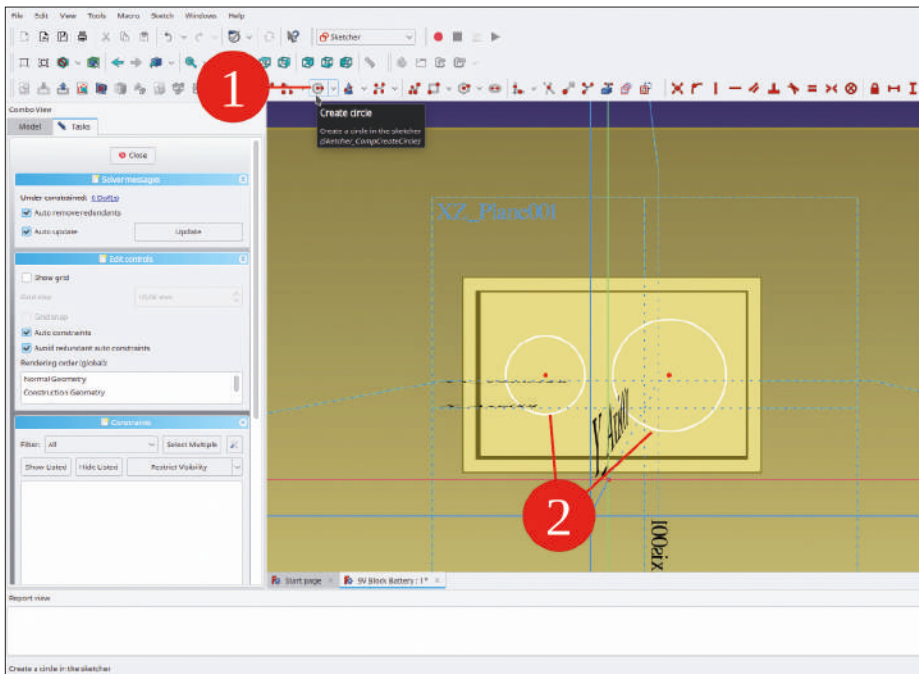 File Edit View Tools Macro Sketch Windows Help
Sketcher
1
Create circle
Create a circle in the sketcher
(Sketcher_CompCreateCircles)
Combo View
Model Tasks
Close
Solver messages
Under constrained: 6 DoF(s)
Auto remove redundants
Auto update Update
Edit controls
Show grid
Grid snap
Auto constraints
Avoid redundant auto constraints
Rendering order (global):
Normal Geometry
Construction Geometry
Constraints
Filter: All Select Multiple
Show Listed Hide Listed Restrict Visibility
XZ_Plane001
2
Start page 9V Block Battery : 1*
Report view
Create a circle in the sketcher